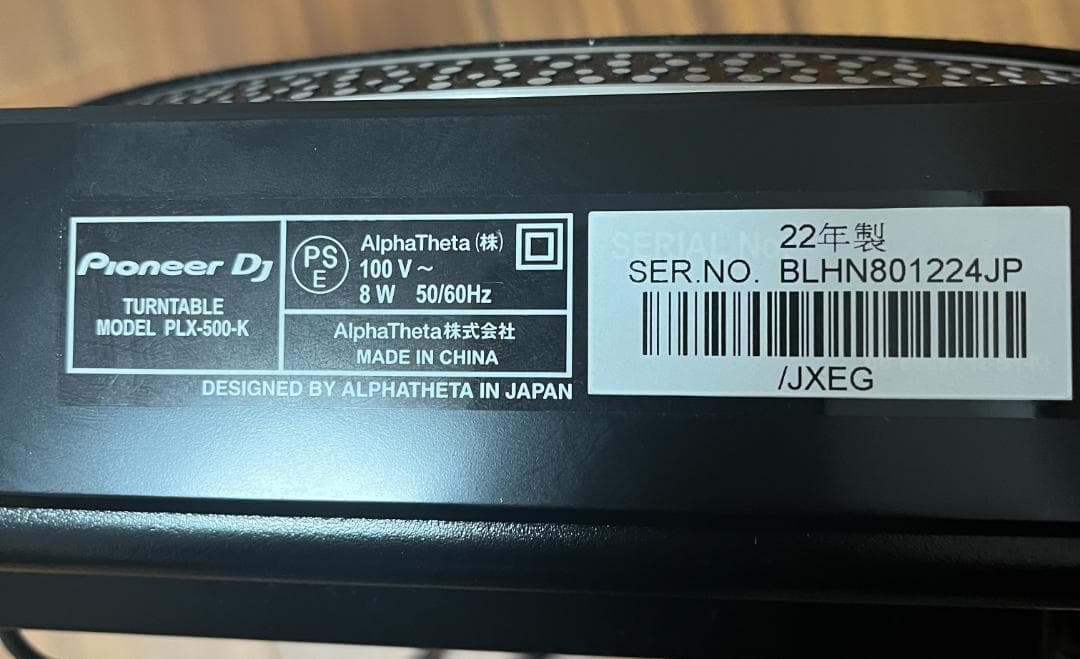 Pioneer Dj
TURNTABLE
MODEL PLX-500-K
PS
E
AlphaTheta (株)
100 V ~
8 W 50/60Hz
AlphaTheta株式会社
MADE IN CHINA
DESIGNED BY ALPHATHETA IN JAPAN
SERIAL No
22年製
SER.NO. BLHN801224JP
/JXEG